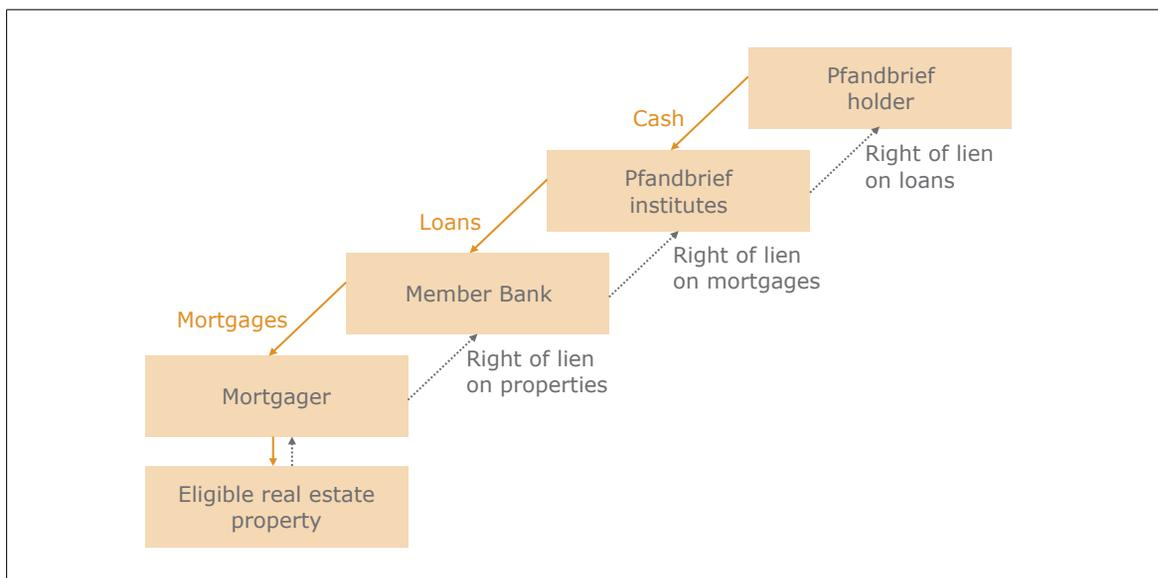 Pfandbrief
holder
Cash
Right of lien
on loans
Pfandbrief
institutes
Loans
Right of lien
on mortgages
Member Bank
Mortgages
Right of lien
on properties
Mortgager
Eligible real estate
property